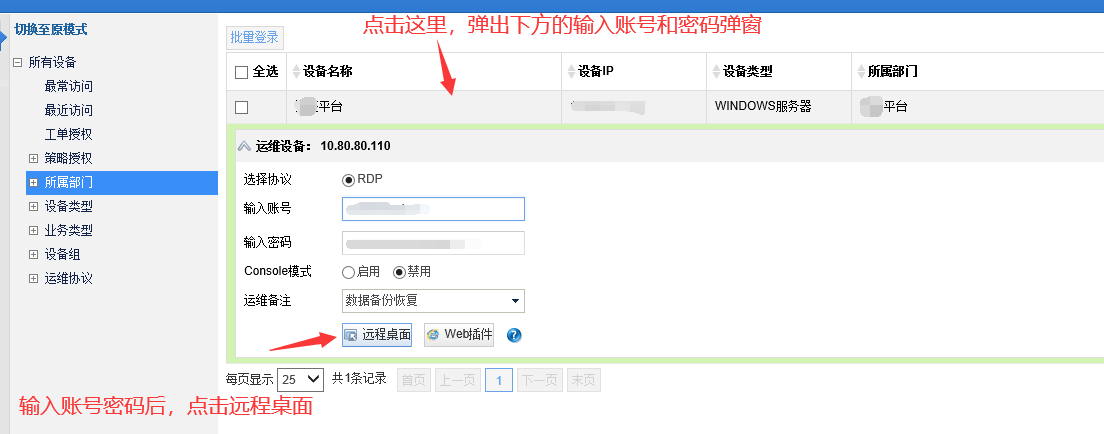 切换至原模式
所有设备
最常访问
最近访问
工单授权
策略授权
所属部门
设备类型
业务类型
设备组
运维协议
点击这里，弹出下方的输入账号和密码弹窗
批量登录
全选 设备名称 设备IP 设备类型 所属部门
平台 WINDOWS服务器 平台
运维设备： 10.80.80.110
选择协议 RDP
输入账号
输入密码
Console模式 启用 禁用
运维备注 数据备份恢复
远程桌面 Web插件 ?
每页显示 25 共1条记录 首页 上一页 1 下一页 末页
输入账号密码后，点击远程桌面